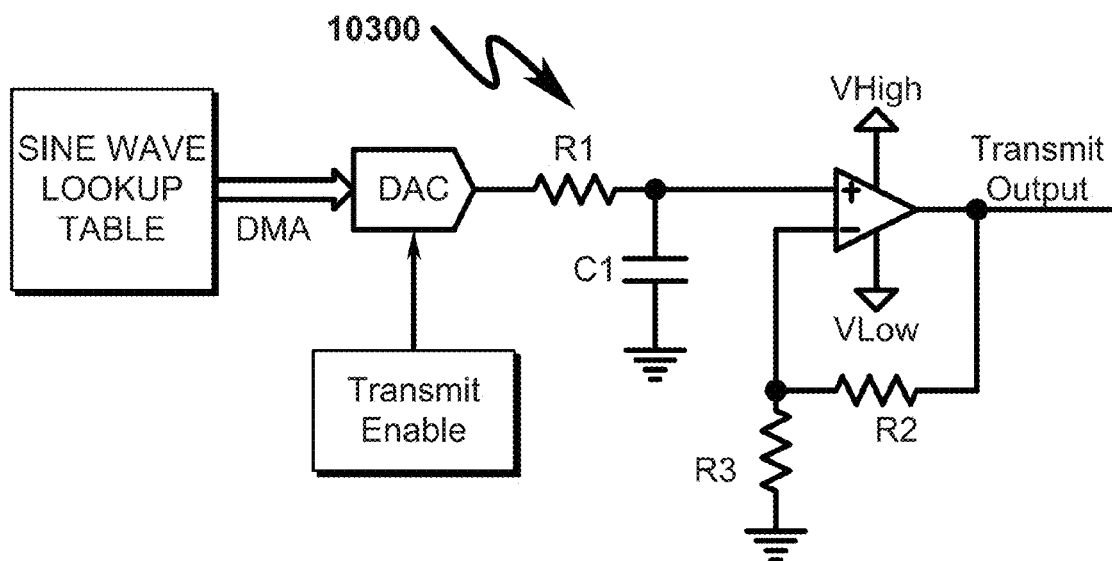 10300
SINE WAVE
LOOKUP
TABLE
DMA
DAC
R1
C1
Transmit
Enable
VHigh
+
−
VLow
Transmit
Output
R2
R3